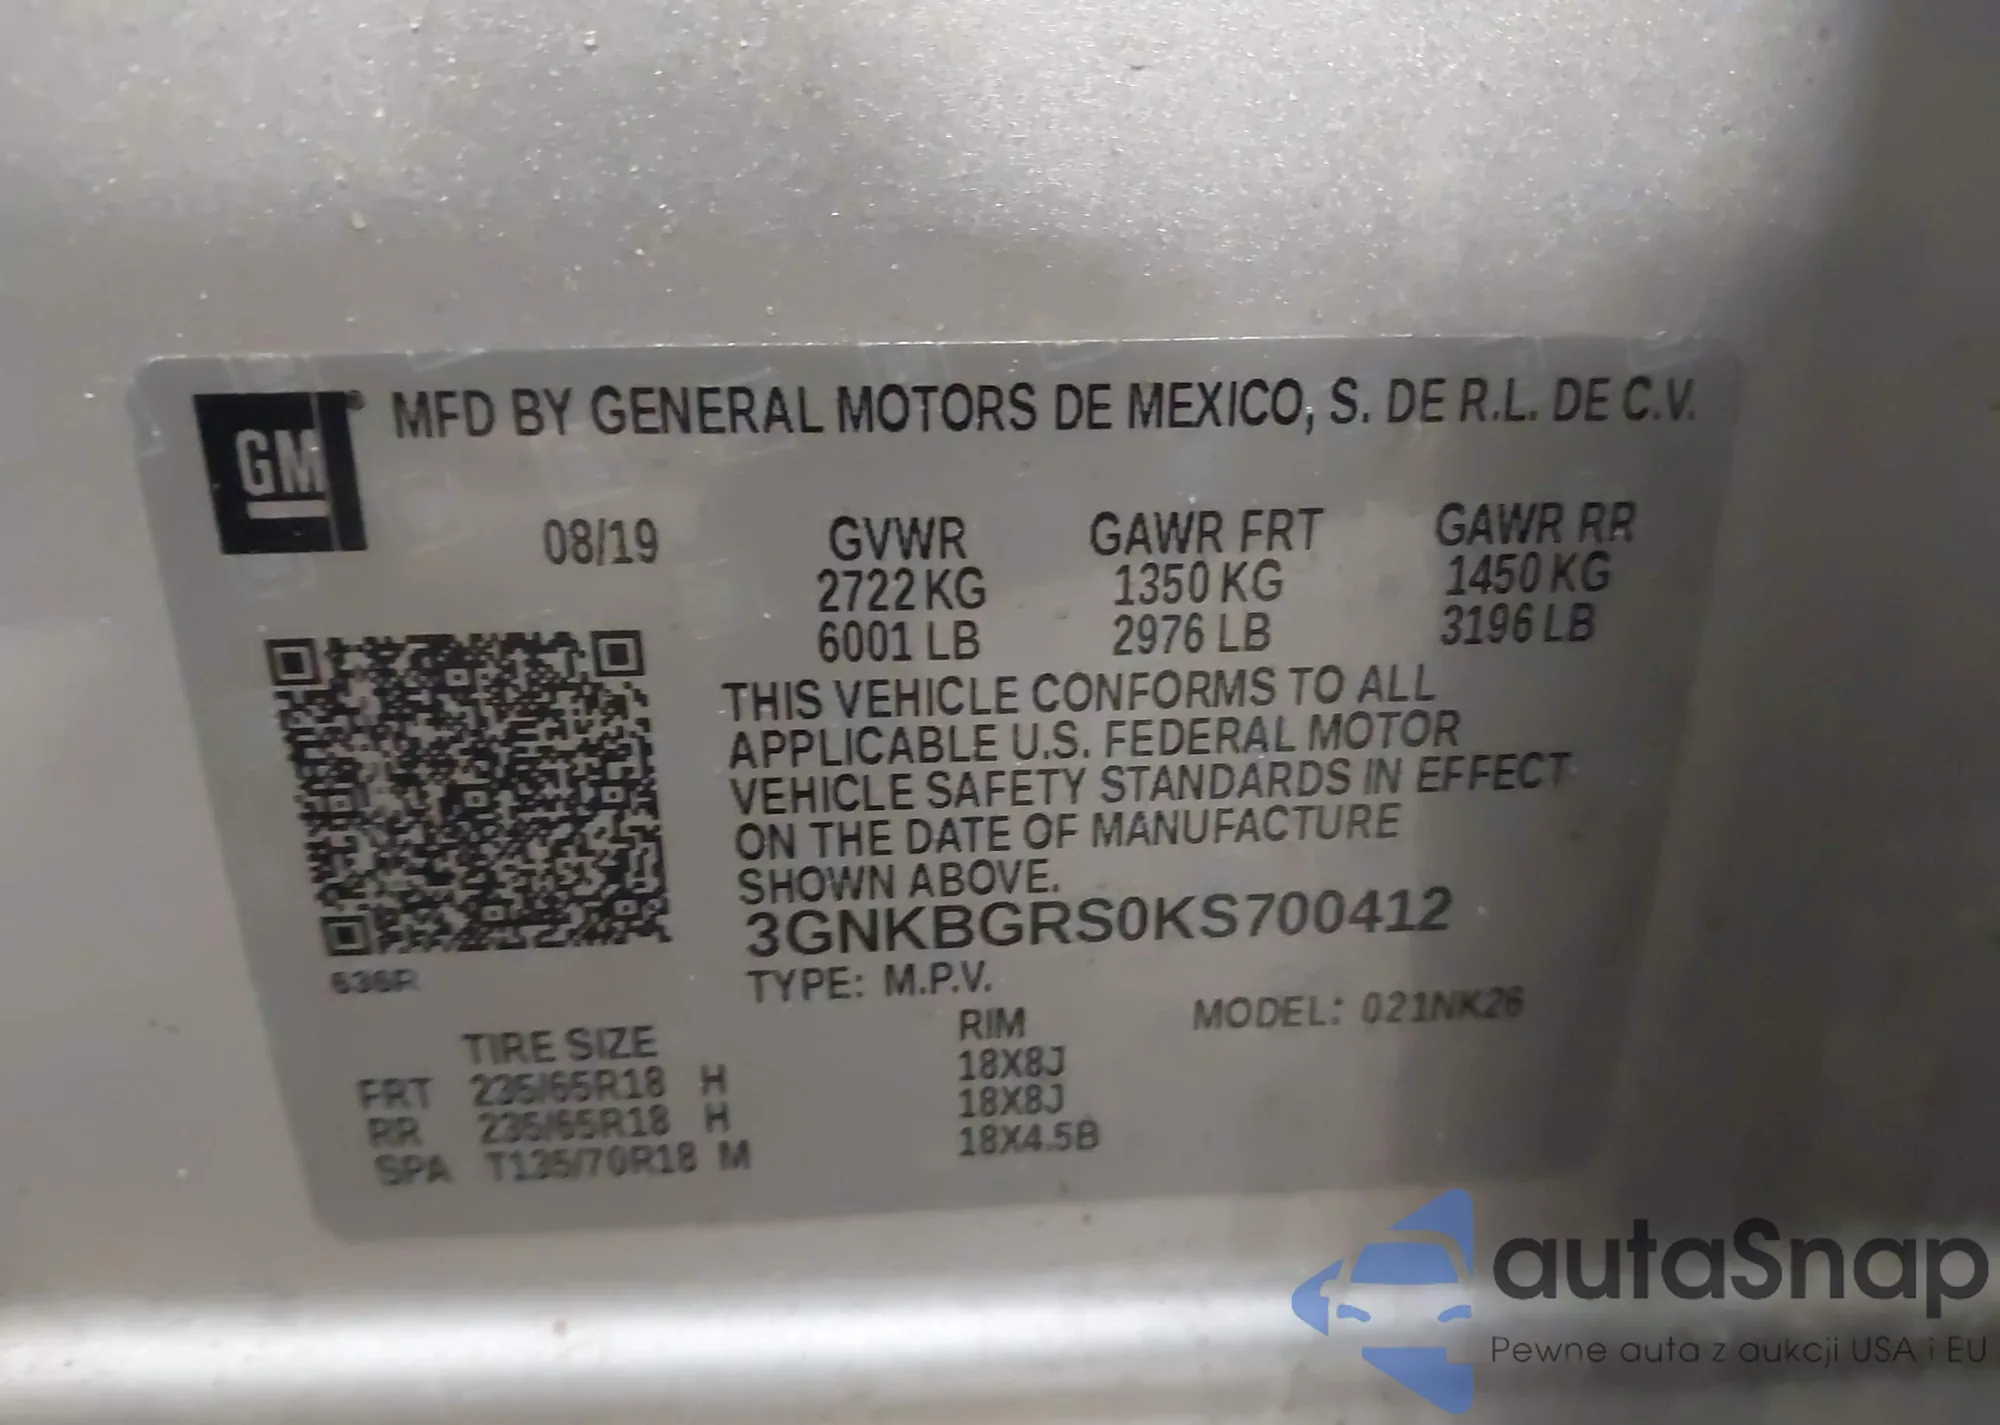 GM® MFD BY GENERAL MOTORS DE MEXICO, S. DE R.L. DE C.V.
08/19 GVWR GAWR FRT GAWR RR
2722 KG 1350 KG 1450 KG
6001 LB 2976 LB 3196 LB
THIS VEHICLE CONFORMS TO ALL
APPLICABLE U.S. FEDERAL MOTOR
VEHICLE SAFETY STANDARDS IN EFFECT
ON THE DATE OF MANUFACTURE
SHOWN ABOVE.
3GNKBGRS0KS700412
636R
TYPE: M.P.V.
MODEL: 021NK26
TIRE SIZE RIM
FRT 235/65R18 H 18X8J
RR 235/65R18 H 18X8J
SPA T135/70R18 M 18X4.5B
autaSnap
Pewne auta z aukcji USA i EU